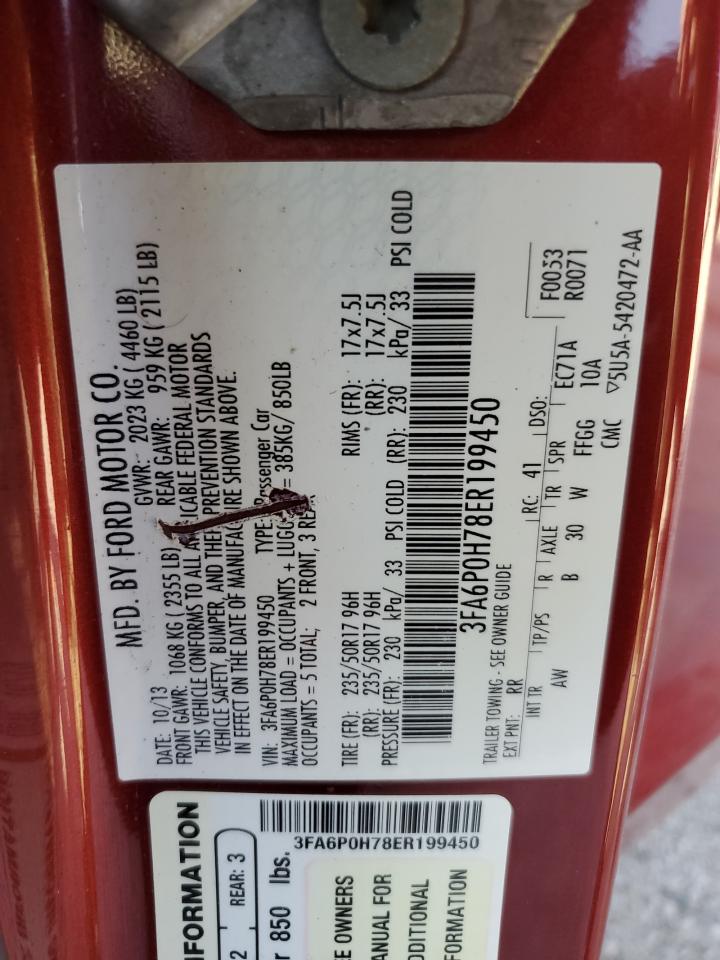 MFD. BY FORD MOTOR CO.
DATE: 10/13 GVWR: 2023 KG ( 4460 LB)
FRONT GAWR: 1068 KG ( 2355 LB) REAR GAWR: 959 KG ( 2115 LB)
THIS VEHICLE CONFORMS TO ALL FEDERAL MOTOR
VEHICLE SAFETY, BUMPER, AND THEFT PREVENTION STANDARDS
IN EFFECT ON THE DATE OF MANUFACTURE SHOWN ABOVE.
VIN: 3FA6P0H78ER199450 TYPE: Passenger Car
MAXIMUM LOAD = OCCUPANTS + LUGG = 385KG/ 850LB
OCCUPANTS = 5 TOTAL; 2 FRONT, 3 REAR
TIRE (FR): 235/50R17 96H RIMS (FR): 17x7.5J
(RR): 235/50R17 96H (RR): 17x7.5J
PRESSURE (FR): 230 kPa/ 33 PSI COLD (RR): 230 kPa/ 33 PSI COLD
3FA6P0H78ER199450
TRAILER TOWING - SEE OWNER GUIDE
EXT PNT: RR RC: 41 DSO: F0033
R0071
INT TR TP/PS R AXLE TR SPR EC71A
AW B 30 W FFGG 10A
CMC ▽5U5A-5420472-AA
NFORMATION
2 REAR: 3
r 850 lbs.
3FA6P0H78ER199450
EE OWNERS
ANUAL FOR
DDITIONAL
FORMATION